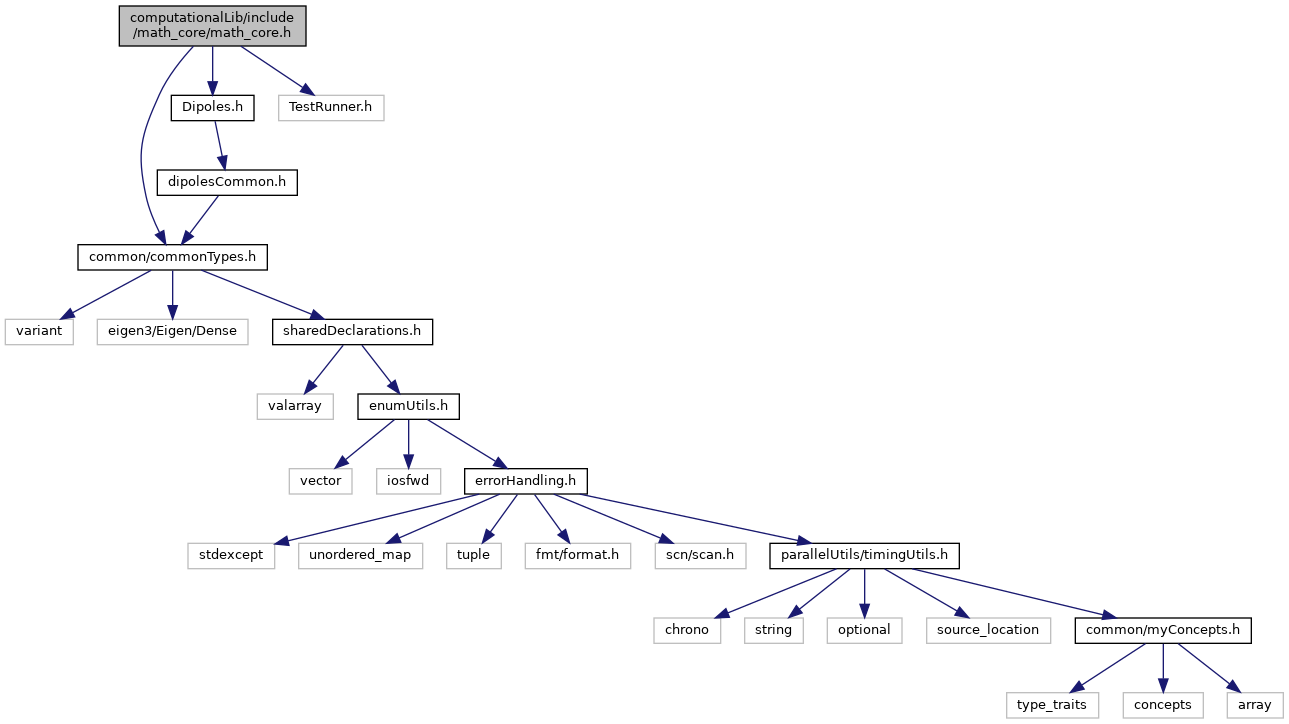 computationalLib/include
/math_core/math_core.h
Dipoles.h
TestRunner.h
dipolesCommon.h
common/commonTypes.h
variant
eigen3/Eigen/Dense
sharedDeclarations.h
valarray
enumUtils.h
vector
iosfwd
errorHandling.h
stdexcept
unordered_map
tuple
fmt/format.h
scn/scan.h
parallelUtils/timingUtils.h
chrono
string
optional
source_location
common/myConcepts.h
type_traits
concepts
array